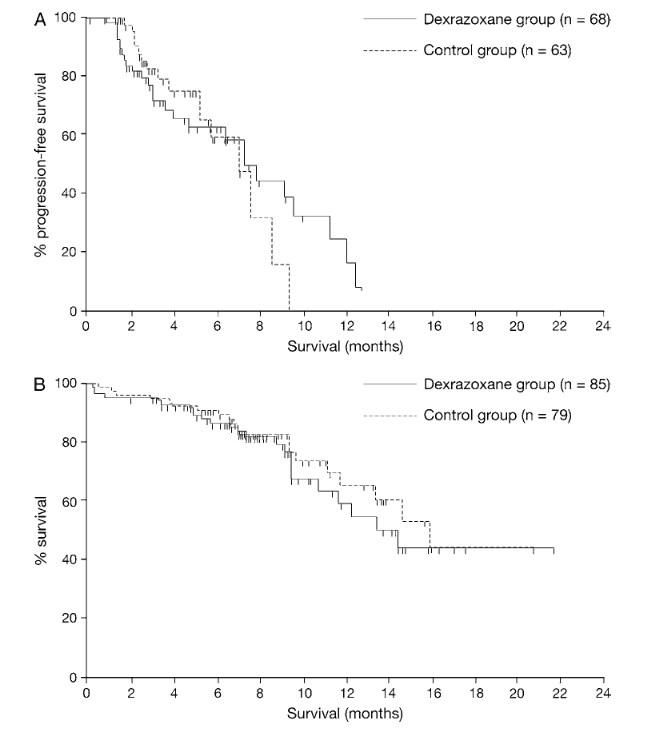 A
Dexrazoxane group (n = 68)
Control group (n = 63)
% progression-free survival
100
80
60
40
20
0
0 2 4 6 8 10 12 14 16 18 20 22 24
Survival (months)
B
Dexrazoxane group (n = 85)
Control group (n = 79)
% survival
100
80
60
40
20
0
0 2 4 6 8 10 12 14 16 18 20 22 24
Survival (months)